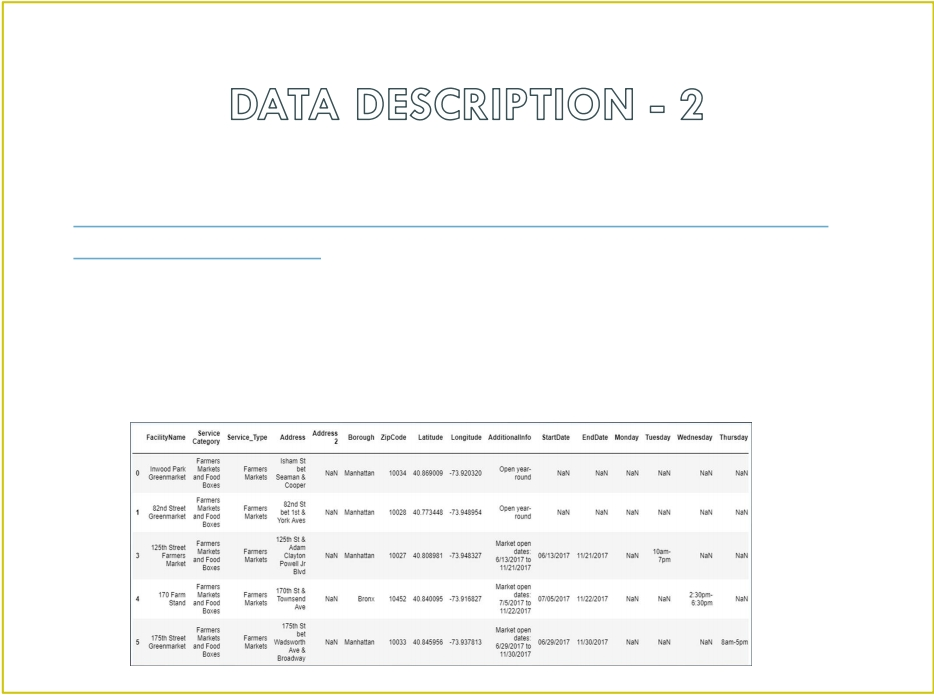 DATA DESCRIPTION - 2
FacilityName Service Category Service_Type Address Address 2 Borough ZipCode Latitude Longitude AdditionalInfo StartDate EndDate Monday Tuesday Wednesday Thursday
0 Inwood Park Greenmarket Farmers Markets and Food Boxes Farmers Markets Isham St bet Seaman & Cooper NaN Manhattan 10034 40.869009 -73.920320 Open year-round NaN NaN NaN NaN NaN NaN
1 82nd Street Greenmarket Farmers Markets and Food Boxes Farmers Markets 82nd St bet 1st & York Aves NaN Manhattan 10028 40.773448 -73.948954 Open year-round NaN NaN NaN NaN NaN NaN
3 125th Street Farmers Market Farmers Markets and Food Boxes Farmers Markets 125th St & Adam Clayton Powell Jr Blvd NaN Manhattan 10027 40.808981 -73.948327 Market open dates: 6/13/2017 to 11/21/2017 06/13/2017 11/21/2017 NaN 10am-7pm NaN NaN
4 170 Farm Stand Farmers Markets and Food Boxes Farmers Markets 170th St & Townsend Ave NaN Bronx 10452 40.840095 -73.916827 Market open dates: 7/5/2017 to 11/22/2017 07/05/2017 11/22/2017 NaN NaN 2:30pm-6:30pm NaN
5 175th Street Greenmarket Farmers Markets and Food Boxes Farmers Markets 175th St bet Wadsworth Ave & Broadway NaN Manhattan 10033 40.845956 -73.937813 Market open dates: 6/29/2017 to 11/30/2017 06/29/2017 11/30/2017 NaN NaN NaN 8am-5pm